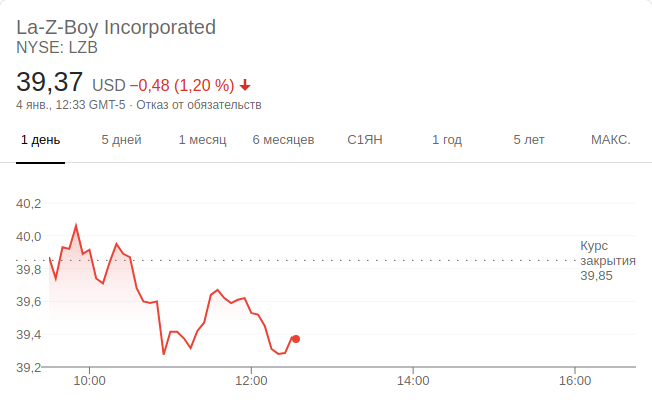 La-Z-Boy Incorporated
NYSE: LZB
39,37 USD −0,48 (1,20 %)
4 янв., 12:33 GMT-5 · Отказ от обязательств
1 день 5 дней 1 месяц 6 месяцев С1ЯН 1 год 5 лет МАКС.
40,2
40,0
39,8
39,6
39,4
39,2
Курс
закрытия
39,85
10:00 12:00 14:00 16:00